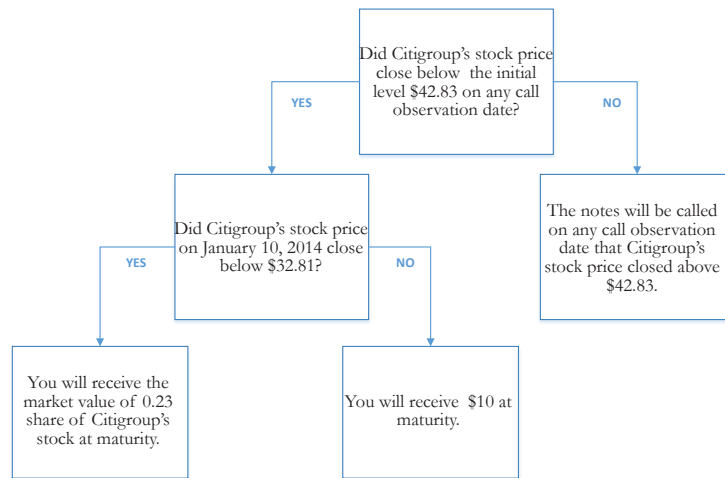 Did Citigroup's stock price
close below the initial
level $42.83 on any call
observation date?
YES
NO
Did Citigroup's stock price
on January 10, 2014 close
below $32.81?
The notes will be called
on any call observation
date that Citigroup's
stock price closed above
$42.83.
YES
NO
You will receive the
market value of 0.23
share of Citigroup's
stock at maturity.
You will receive $10 at
maturity.